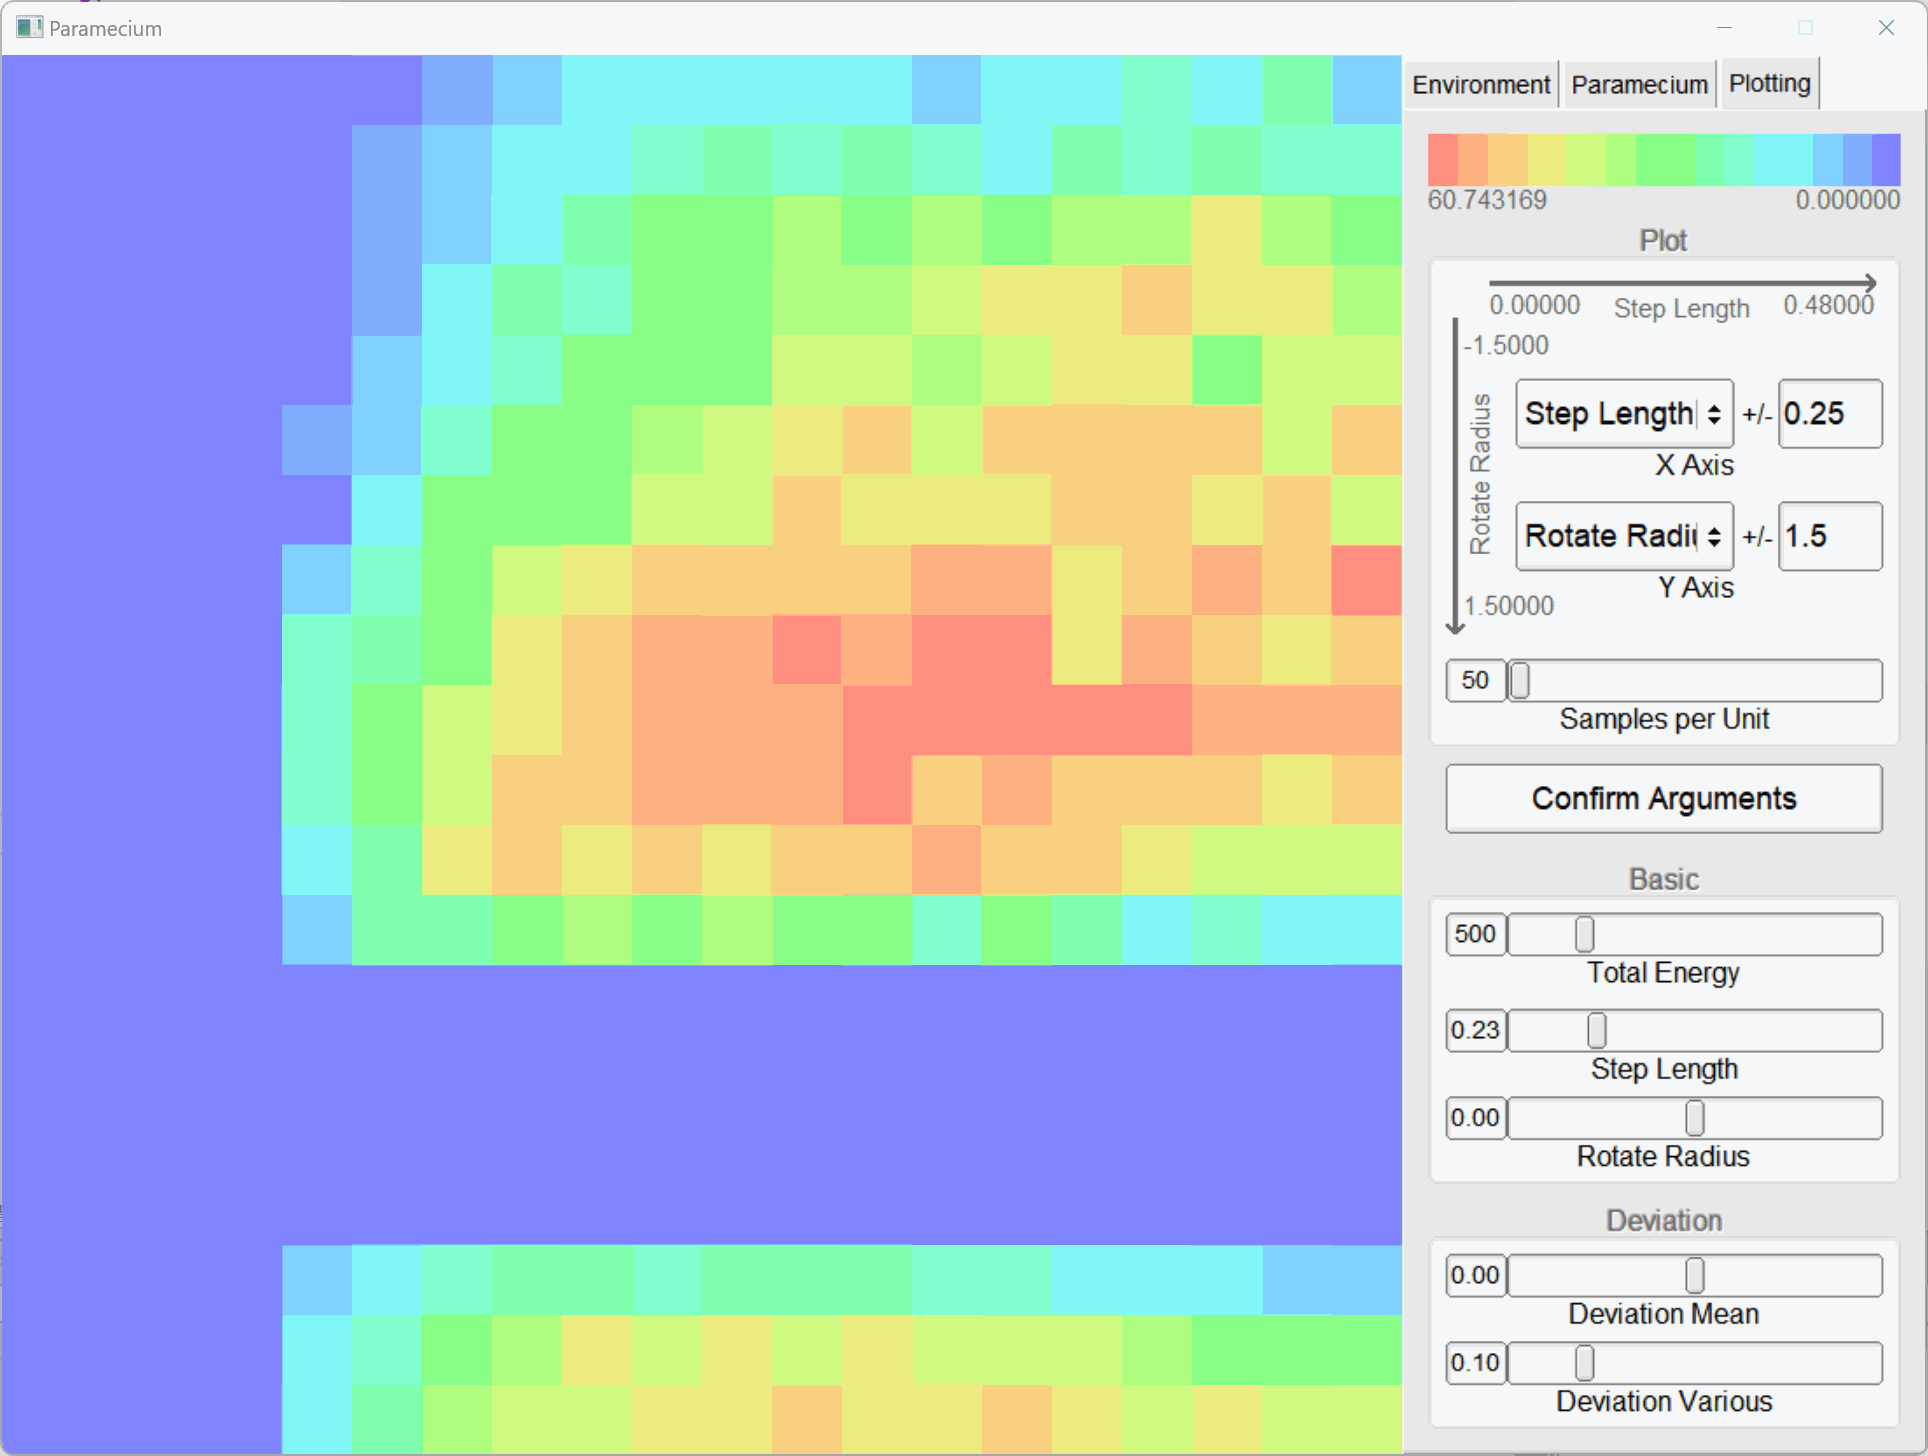 Paramecium
Environment Paramecium Plotting
60.743169 0.000000
Plot
0.00000 Step Length 0.48000
-1.5000
Rotate Radius
Step Length +/- 0.25
X Axis
Rotate Radi +/- 1.5
Y Axis
1.50000
50
Samples per Unit
Confirm Arguments
Basic
500
Total Energy
0.23
Step Length
0.00
Rotate Radius
Deviation
0.00
Deviation Mean
0.10
Deviation Various